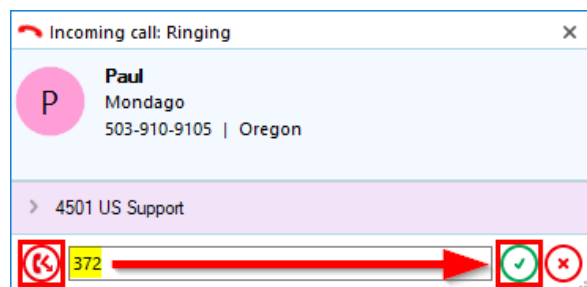 Incoming call: Ringing
P
Paul
Mondago
503-910-9105 | Oregon
4501 US Support
372